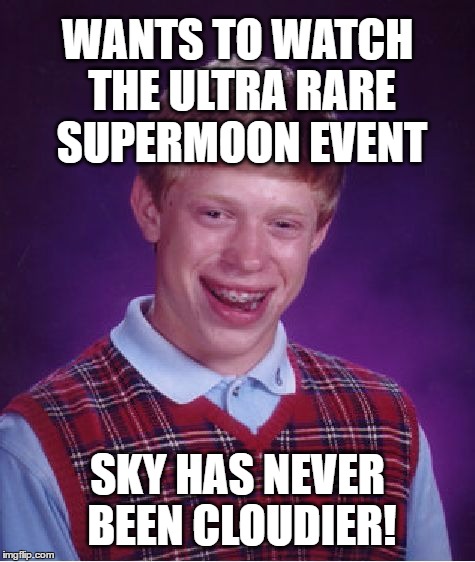 WANTS TO WATCH
THE ULTRA RARE
SUPERMOON EVENT
SKY HAS NEVER
BEEN CLOUDIER!
imgflip.com